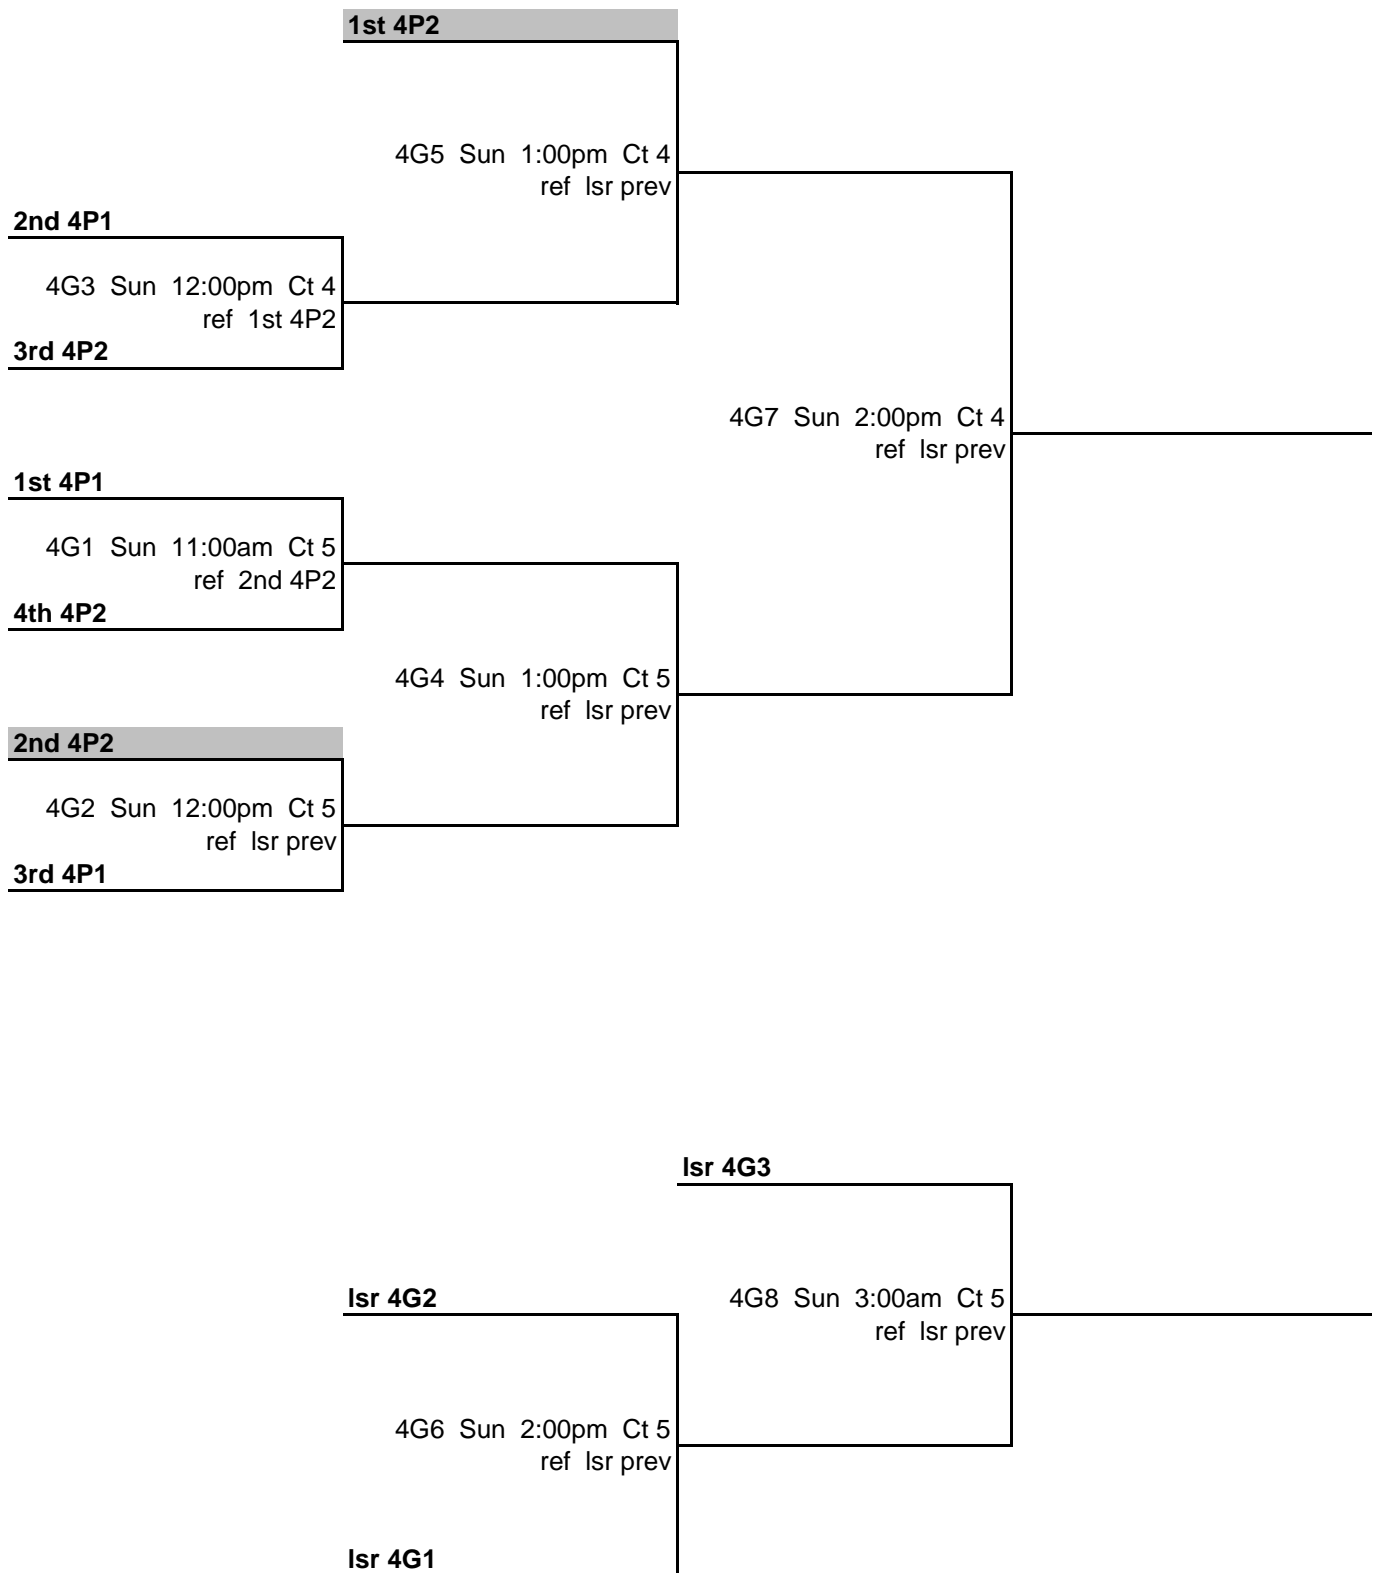 1st 4P2
4G5 Sun 1:00pm Ct 4
ref lsr prev
2nd 4P1
4G3 Sun 12:00pm Ct 4
ref 1st 4P2
3rd 4P2
4G7 Sun 2:00pm Ct 4
ref lsr prev
1st 4P1
4G1 Sun 11:00am Ct 5
ref 2nd 4P2
4th 4P2
4G4 Sun 1:00pm Ct 5
ref lsr prev
2nd 4P2
4G2 Sun 12:00pm Ct 5
ref lsr prev
3rd 4P1
lsr 4G3
lsr 4G2
4G8 Sun 3:00am Ct 5
ref lsr prev
4G6 Sun 2:00pm Ct 5
ref lsr prev
lsr 4G1